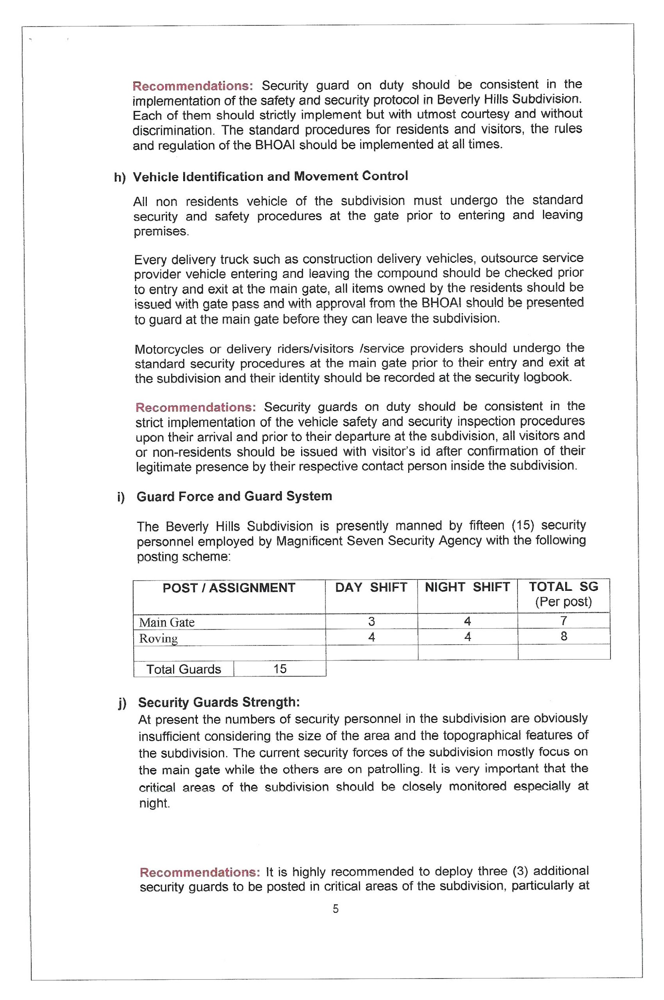 Recommendations: Security guard on duty should be consistent in the
implementation of the safety and security protocol in Beverly Hills Subdivision.
Each of them should strictly implement but with utmost courtesy and without
discrimination. The standard procedures for residents and visitors, the rules
and regulation of the BHOAI should be implemented at all times.
h) Vehicle Identification and Movement Control
All non residents vehicle of the subdivision must undergo the standard
security and safety procedures at the gate prior to entering and leaving
premises.
Every delivery truck such as construction delivery vehicles, outsource service
provider vehicle entering and leaving the compound should be checked prior
to entry and exit at the main gate, all items owned by the residents should be
issued with gate pass and with approval from the BHOAI should be presented
to guard at the main gate before they can leave the subdivision.
Motorcycles or delivery riders/visitors /service providers should undergo the
standard security procedures at the main gate prior to their entry and exit at
the subdivision and their identity should be recorded at the security logbook.
Recommendations: Security guards on duty should be consistent in the
strict implementation of the vehicle safety and security inspection procedures
upon their arrival and prior to their departure at the subdivision, all visitors and
or non-residents should be issued with visitor's id after confirmation of their
legitimate presence by their respective contact person inside the subdivision.
i) Guard Force and Guard System
The Beverly Hills Subdivision is presently manned by fifteen (15) security
personnel employed by Magnificent Seven Security Agency with the following
posting scheme:
POST / ASSIGNMENT DAY SHIFT NIGHT SHIFT TOTAL SG
(Per post)
Main Gate 3 4 7
Roving 4 4 8
Total Guards 15
j) Security Guards Strength:
At present the numbers of security personnel in the subdivision are obviously
insufficient considering the size of the area and the topographical features of
the subdivision. The current security forces of the subdivision mostly focus on
the main gate while the others are on patrolling. It is very important that the
critical areas of the subdivision should be closely monitored especially at
night.
Recommendations: It is highly recommended to deploy three (3) additional
security guards to be posted in critical areas of the subdivision, particularly at
5